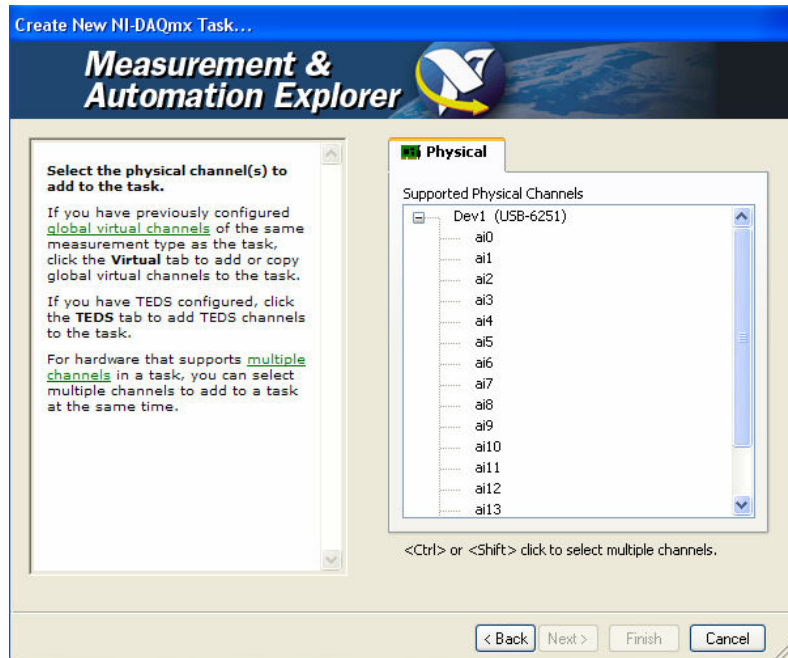 Create New NI-DAQmx Task...
Measurement &
Automation Explorer
Select the physical channel(s) to
add to the task.
If you have previously configured
global virtual channels of the same
measurement type as the task,
click the Virtual tab to add or copy
global virtual channels to the task.
If you have TEDS configured, click
the TEDS tab to add TEDS channels
to the task.
For hardware that supports multiple
channels in a task, you can select
multiple channels to add to a task
at the same time.
Physical
Supported Physical Channels
Dev1 (USB-6251)
ai0
ai1
ai2
ai3
ai4
ai5
ai6
ai7
ai8
ai9
ai10
ai11
ai12
ai13
<Ctrl> or <Shift> click to select multiple channels.
< Back Next > Finish Cancel